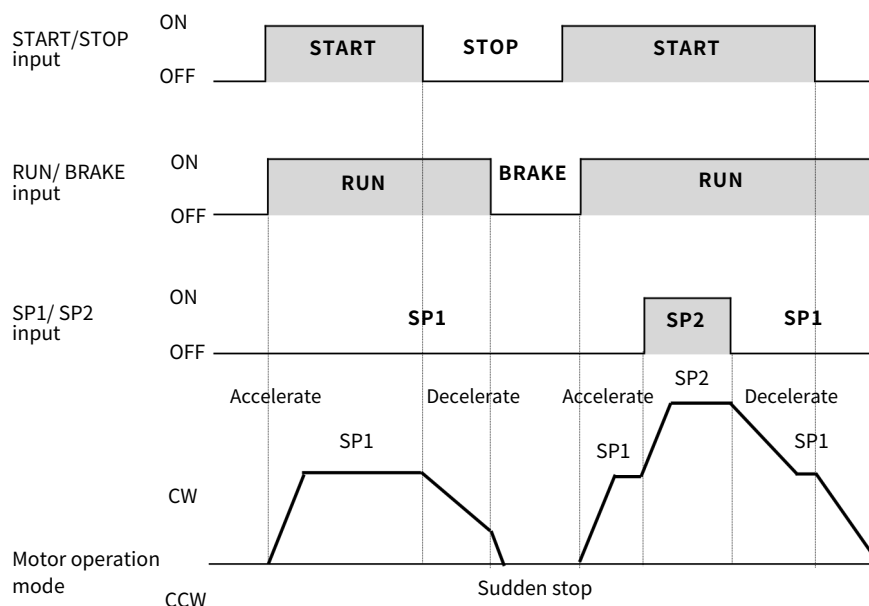 START/STOP
input
ON
OFF
START
STOP
START
RUN/ BRAKE
input
ON
OFF
RUN
BRAKE
RUN
SP1/ SP2
input
ON
OFF
SP1
SP2
SP1
Accelerate
Decelerate
Accelerate
SP2
Decelerate
SP1
SP1
SP1
CW
Motor operation
mode
CCW
Sudden stop